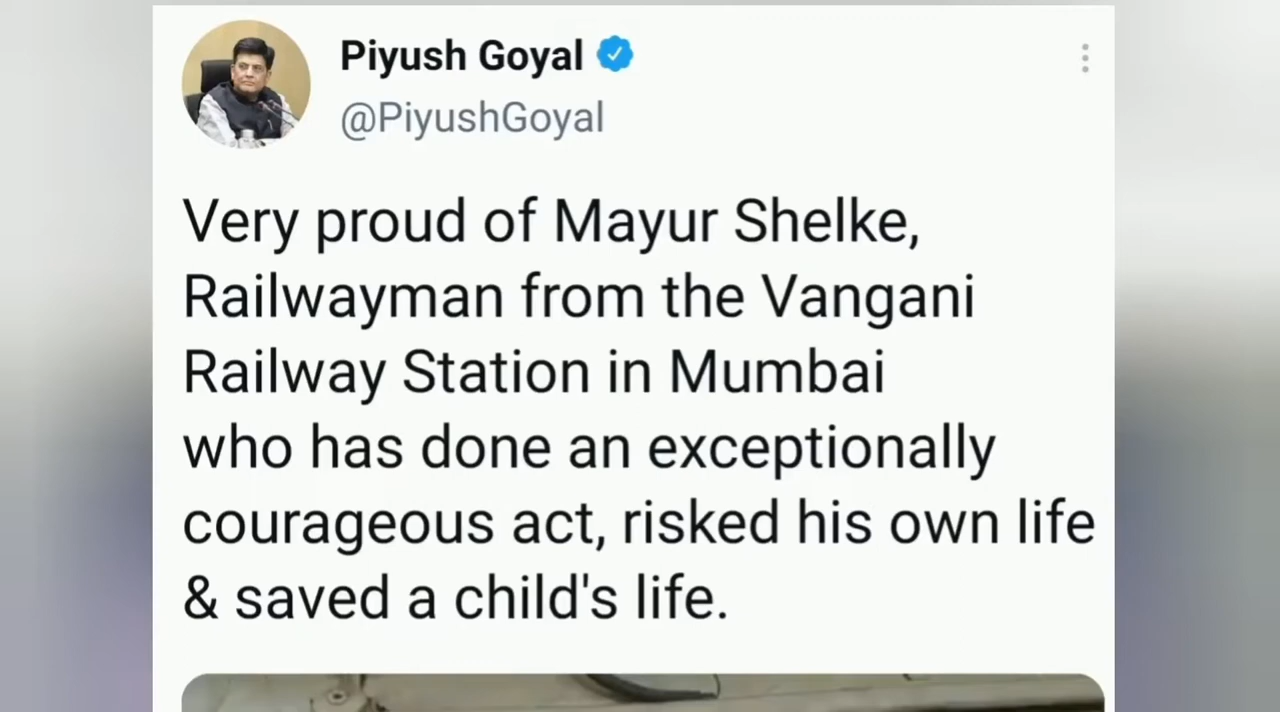 Piyush Goyal
@PiyushGoyal
Very proud of Mayur Shelke,
Railwayman from the Vangani
Railway Station in Mumbai
who has done an exceptionally
courageous act, risked his own life
& saved a child's life.